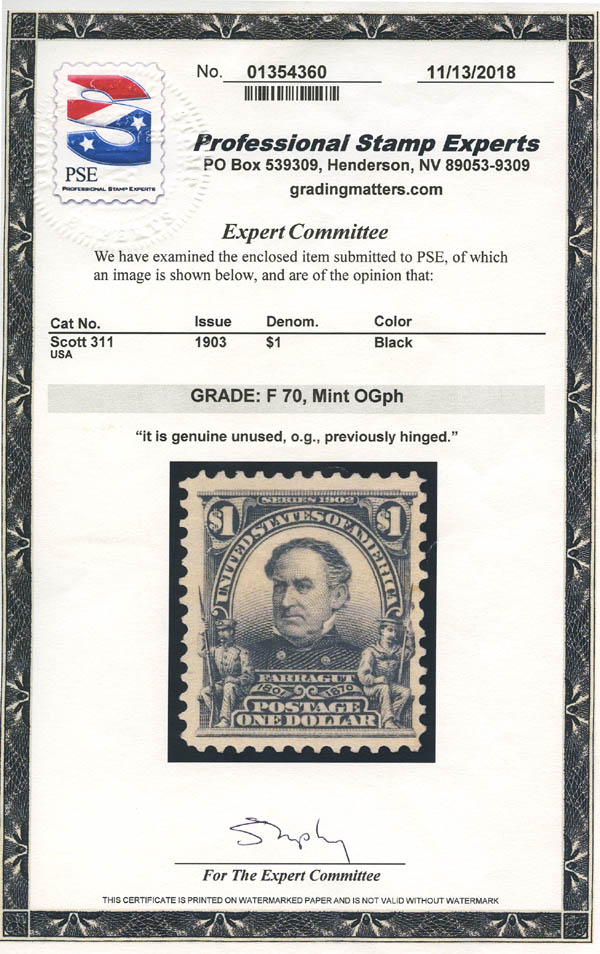 No. 01354360 11/13/2018
PSE
PROFESSIONAL STAMP EXPERTS
Professional Stamp Experts
PO Box 539309, Henderson, NV 89053-9309
gradingmatters.com
Expert Committee
We have examined the enclosed item submitted to PSE, of which
an image is shown below, and are of the opinion that:
Cat No. Issue Denom. Color
Scott 311 1903 $1 Black
USA
GRADE: F 70, Mint OGph
“it is genuine unused, o.g., previously hinged.”
SERIES 1902
$1 $1
UNITED STATES OF AMERICA
FARRAGUT
1801 1870
POSTAGE
ONE DOLLAR
For The Expert Committee
THIS CERTIFICATE IS PRINTED ON WATERMARKED PAPER AND IS NOT VALID WITHOUT WATERMARK